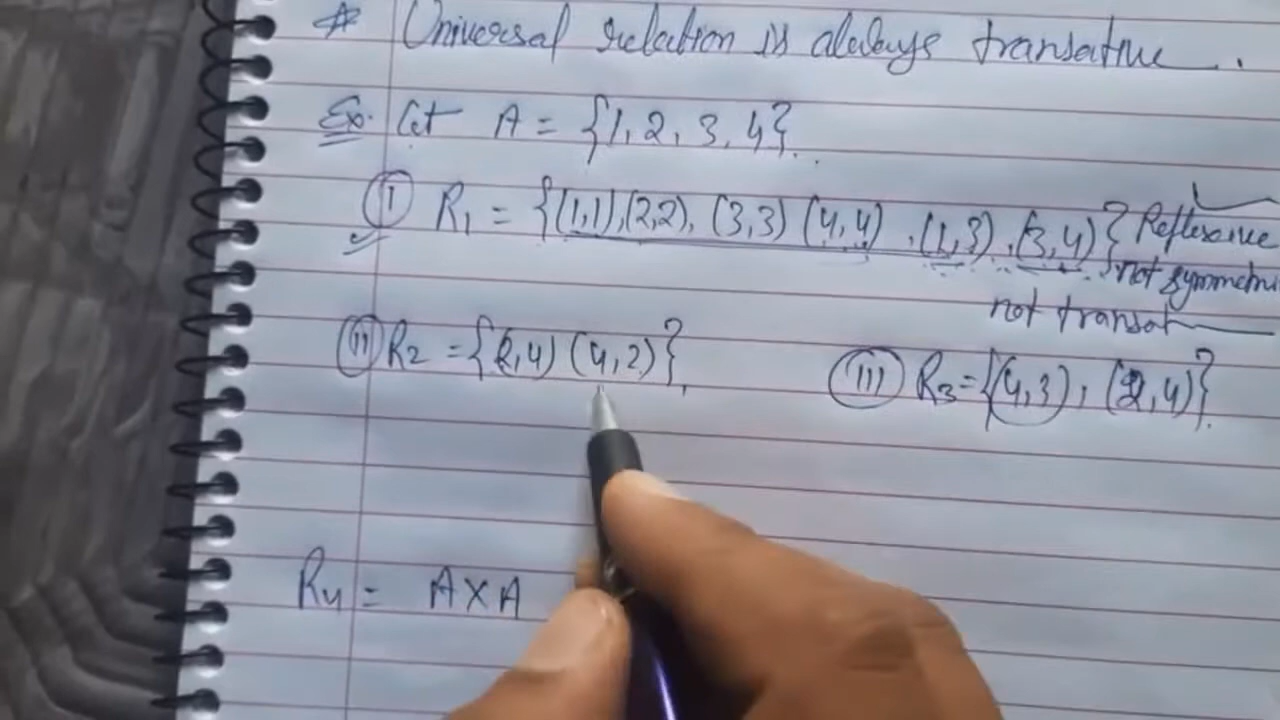 * Universal relation is always transative.
Ex. Let A = {1, 2, 3, 4}.
(I) R1 = {(1,1),(2,2), (3,3) (4,4) ,(1,3) ,(3,4)} Reflexive
not symmetri
not transat
(II) R2 = {(2,4) (4,2)}.
(III) R3 = {(4,3), (2,4)}.
R4 = A X A